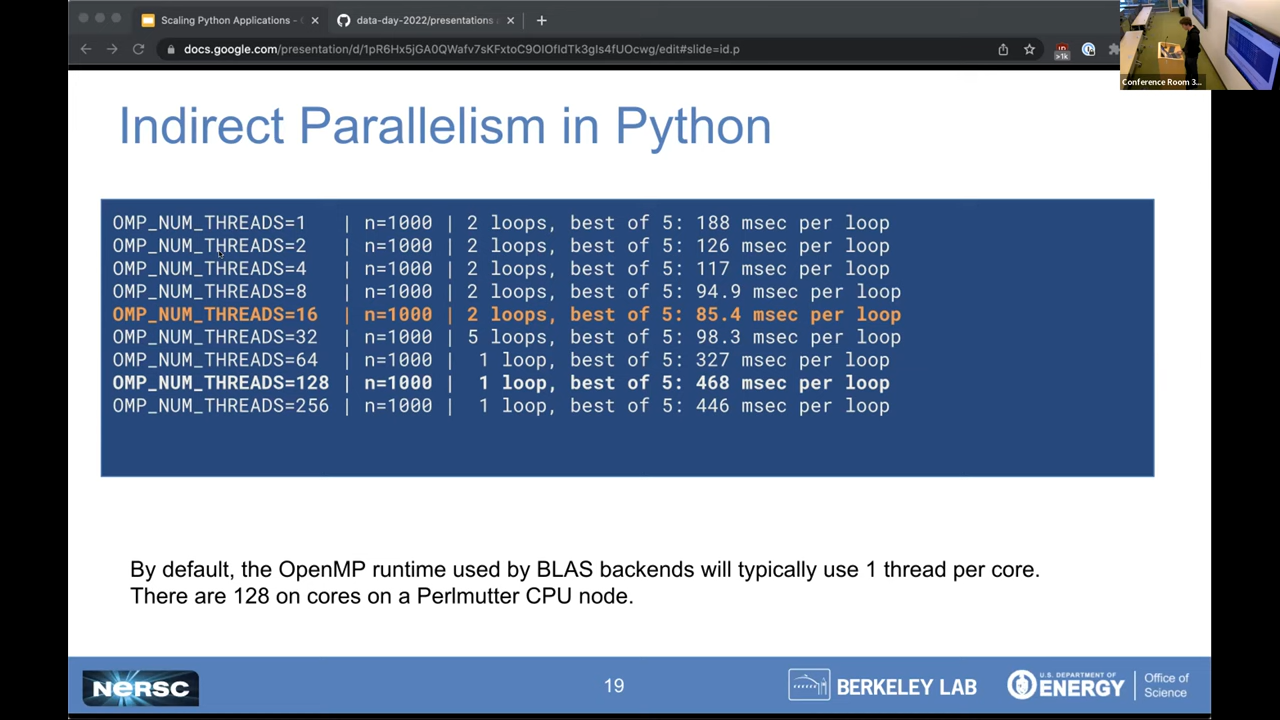 Scaling Python Applications -
data-day-2022/presentations
docs.google.com/presentation/d/1pR6Hx5jGA0QWafv7sKFxtoC9OIOfIdTk3gIs4fUOcwg/edit#slide=id.p
>1k
Conference Room 3...
Indirect Parallelism in Python
OMP_NUM_THREADS=1 | n=1000 | 2 loops, best of 5: 188 msec per loop
OMP_NUM_THREADS=2 | n=1000 | 2 loops, best of 5: 126 msec per loop
OMP_NUM_THREADS=4 | n=1000 | 2 loops, best of 5: 117 msec per loop
OMP_NUM_THREADS=8 | n=1000 | 2 loops, best of 5: 94.9 msec per loop
OMP_NUM_THREADS=16 | n=1000 | 2 loops, best of 5: 85.4 msec per loop
OMP_NUM_THREADS=32 | n=1000 | 5 loops, best of 5: 98.3 msec per loop
OMP_NUM_THREADS=64 | n=1000 | 1 loop, best of 5: 327 msec per loop
OMP_NUM_THREADS=128 | n=1000 | 1 loop, best of 5: 468 msec per loop
OMP_NUM_THREADS=256 | n=1000 | 1 loop, best of 5: 446 msec per loop
By default, the OpenMP runtime used by BLAS backends will typically use 1 thread per core.
There are 128 on cores on a Perlmutter CPU node.
NERSC
19
BERKELEY LAB
U.S. DEPARTMENT OF
ENERGY
Office of
Science